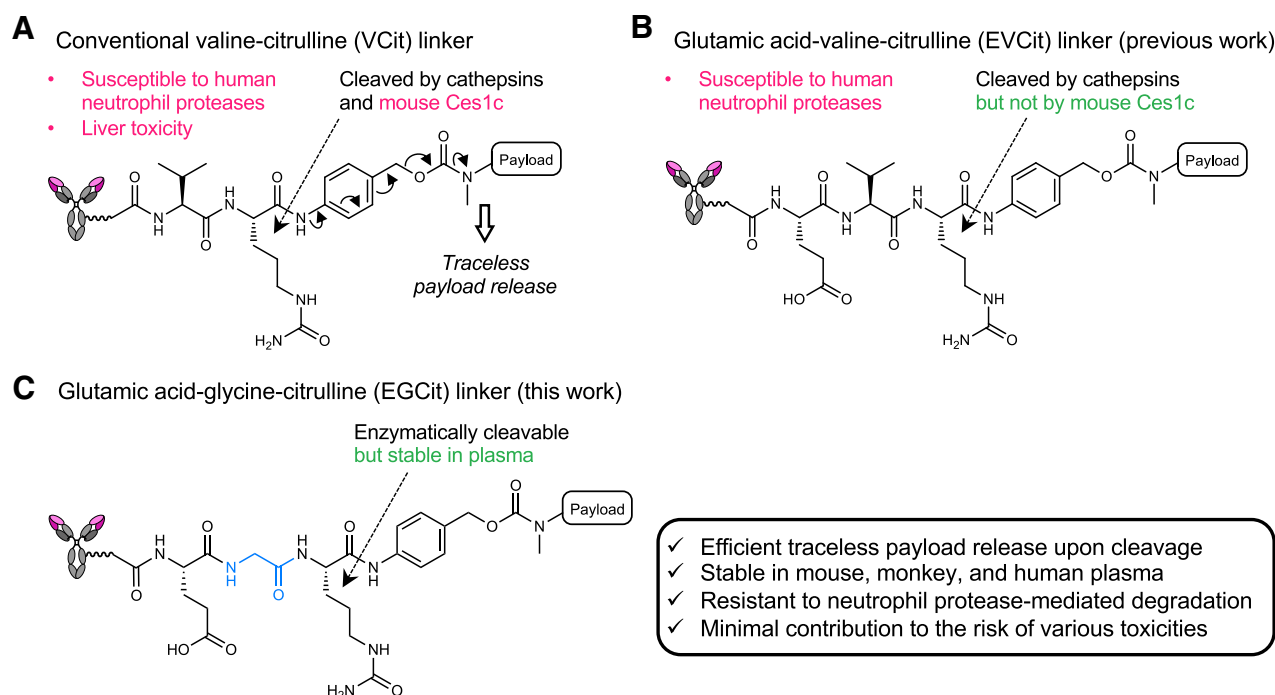 A Conventional valine-citrulline (VCit) linker
• Susceptible to human
neutrophil proteases
• Liver toxicity
Cleaved by cathepsins
and mouse Ces1c
O
N
H
O
H
N
O
N
H
O
O
N
Payload
Traceless
payload release
NH
H2N
O
B Glutamic acid-valine-citrulline (EVCit) linker (previous work)
• Susceptible to human
neutrophil proteases
Cleaved by cathepsins
but not by mouse Ces1c
O
H
N
O
N
H
O
H
N
O
N
H
O
O
N
Payload
HO
O
NH
H2N
O
C Glutamic acid-glycine-citrulline (EGCit) linker (this work)
Enzymatically cleavable
but stable in plasma
O
H
N
O
N
H
O
H
N
O
N
H
O
O
N
Payload
HO
O
NH
H2N
O
✓ Efficient traceless payload release upon cleavage
✓ Stable in mouse, monkey, and human plasma
✓ Resistant to neutrophil protease-mediated degradation
✓ Minimal contribution to the risk of various toxicities